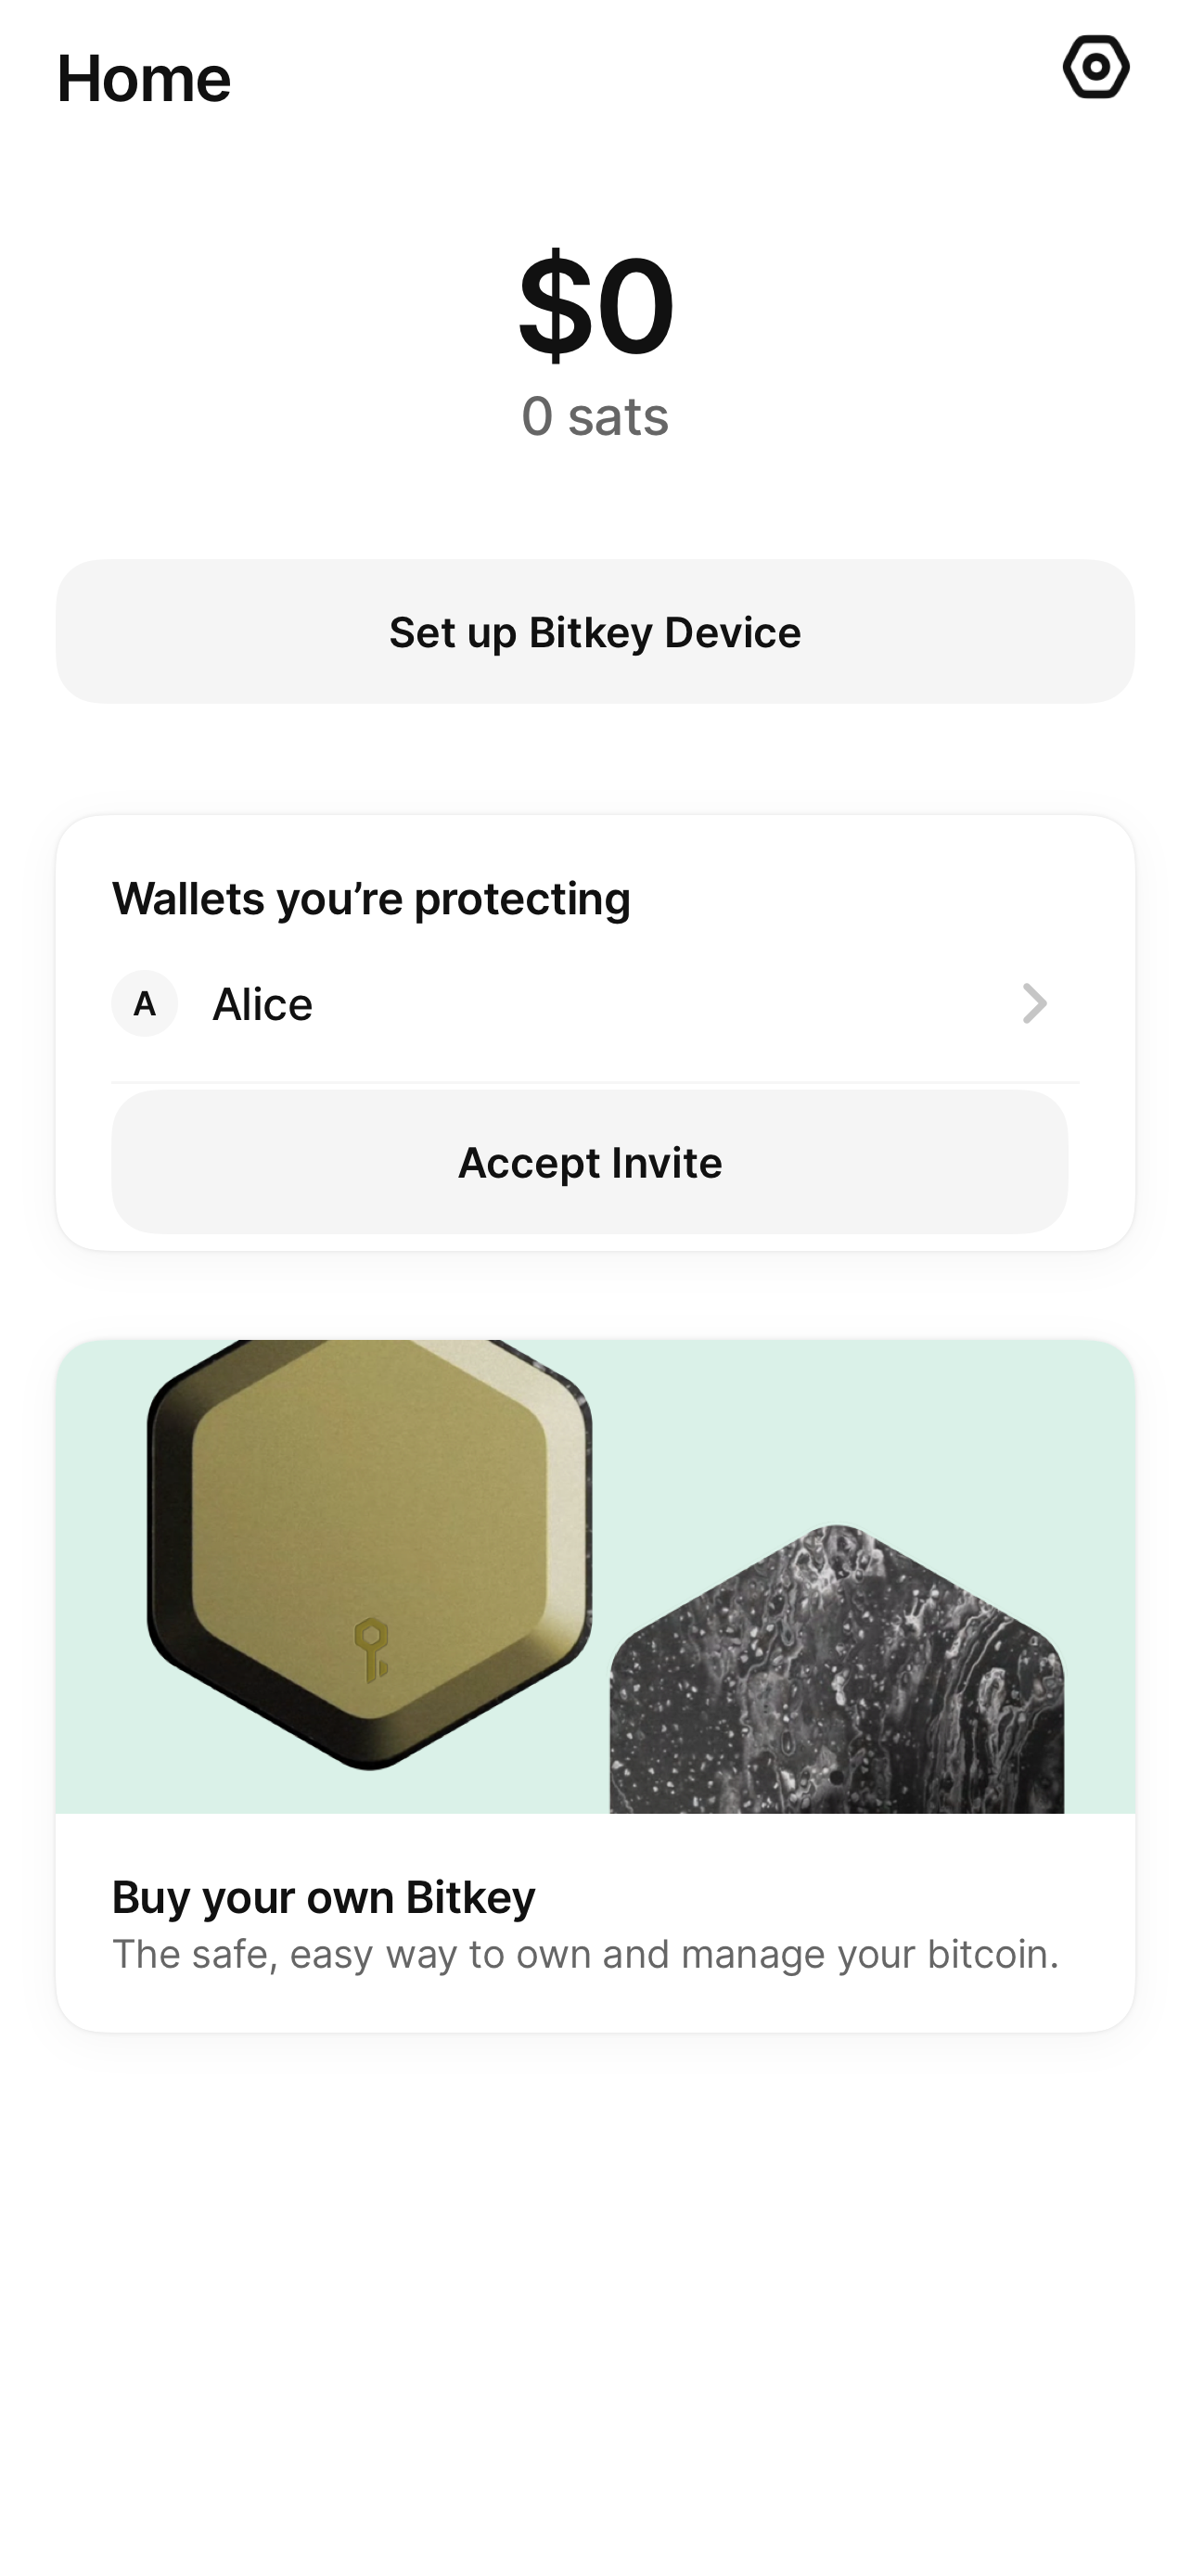 Home
$0
0 sats
Set up Bitkey Device
Wallets you’re protecting
A Alice
Accept Invite
Buy your own Bitkey
The safe, easy way to own and manage your bitcoin.